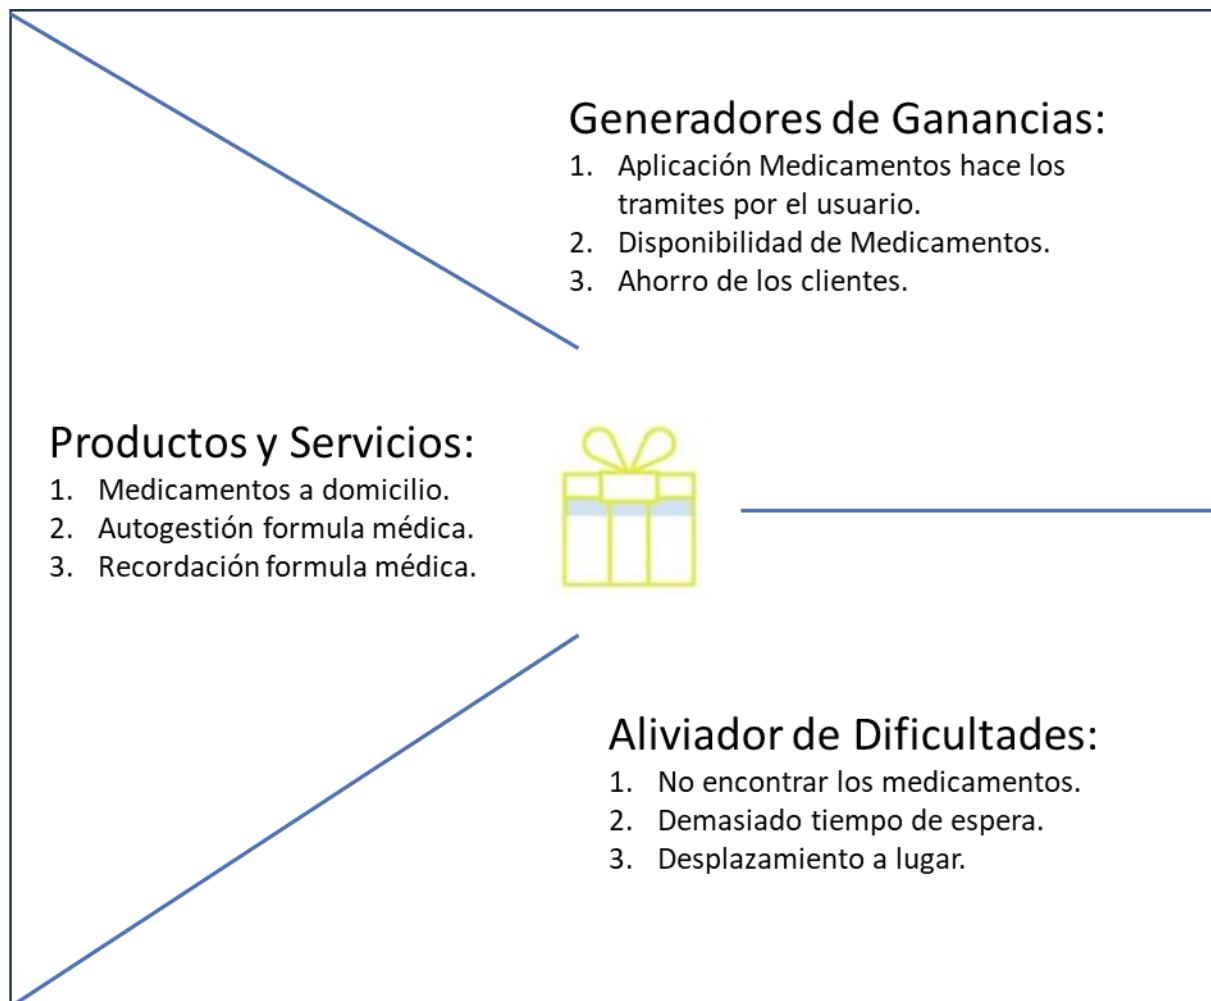 Generadores de Ganancias:
1. Aplicación Medicamentos hace los
tramites por el usuario.
2. Disponibilidad de Medicamentos.
3. Ahorro de los clientes.
Productos y Servicios:
1. Medicamentos a domicilio.
2. Autogestión formula médica.
3. Recordación formula médica.
Aliviador de Dificultades:
1. No encontrar los medicamentos.
2. Demasiado tiempo de espera.
3. Desplazamiento a lugar.